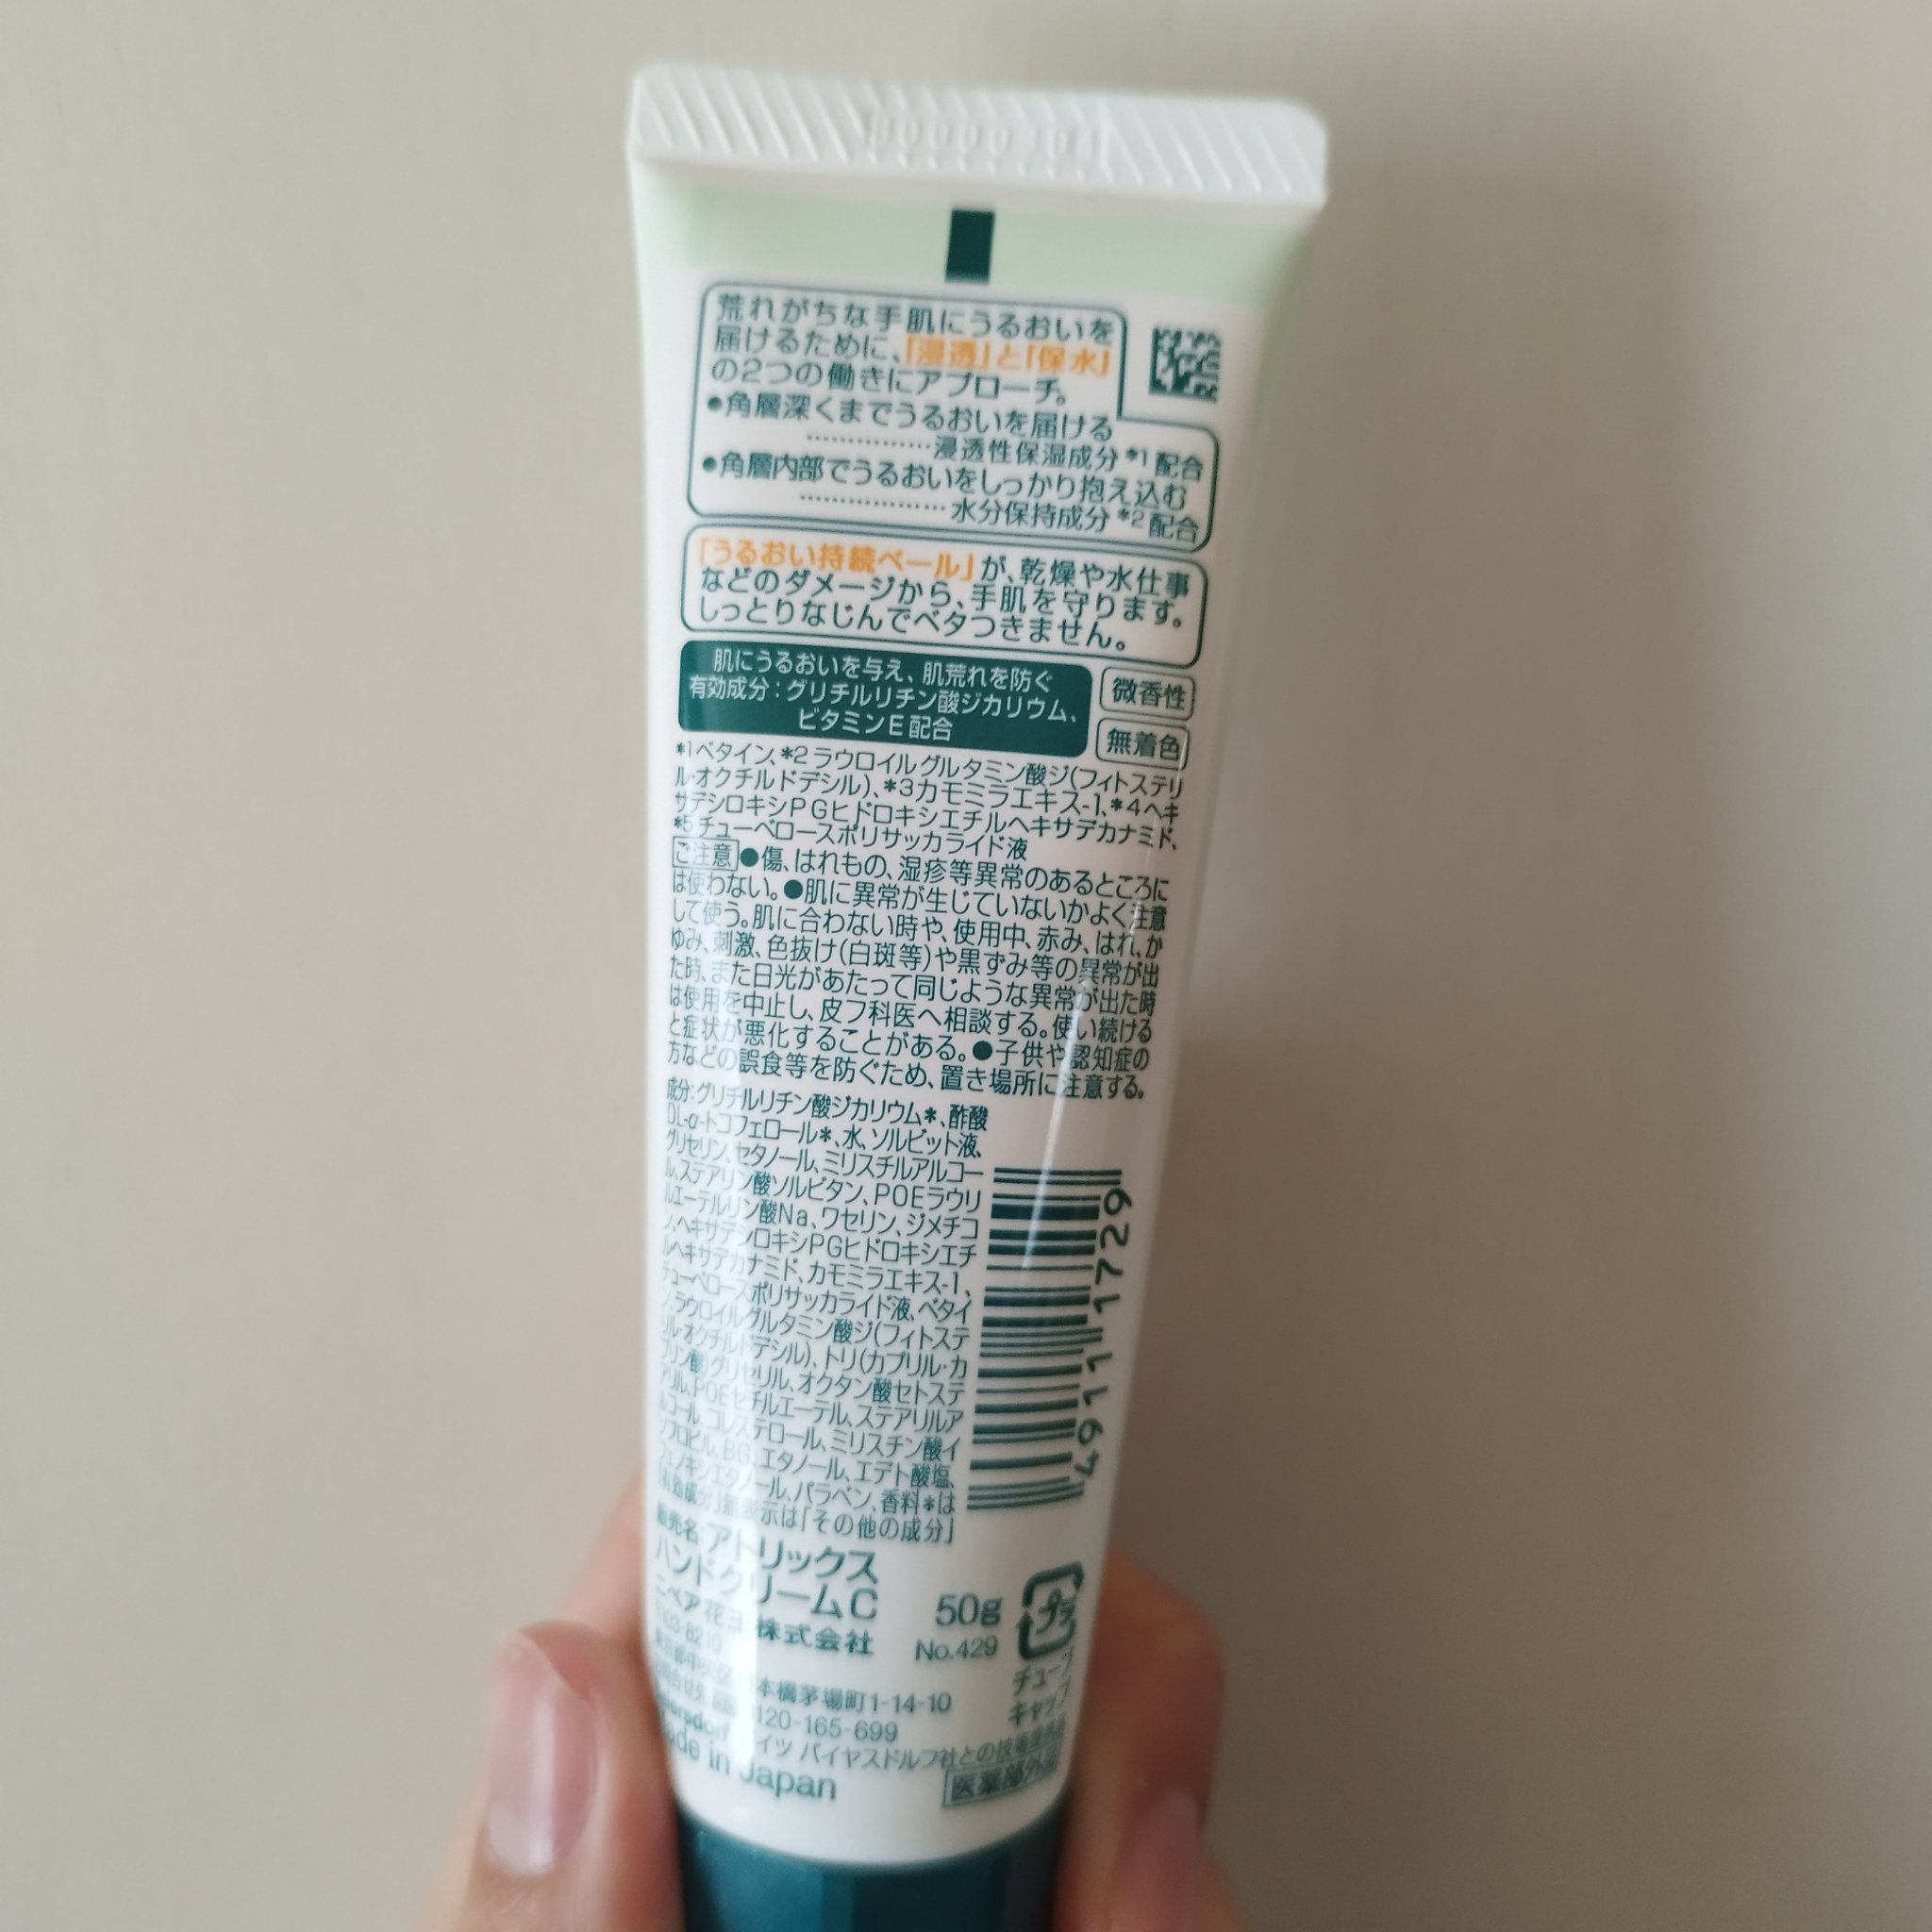 荒れがちな手肌にうるおいを
届けるために、「浸透」と「保水」
の2つの働きにアプローチ。
●角層深くまでうるおいを届ける
……………浸透性保湿成分*1配合
●角層内部でうるおいをしっかり抱え込む
………………水分保持成分*2配合
「うるおい持続ベール」が、乾燥や水仕事
などのダメージから、手肌を守ります。
しっとりなじんでベタつきません。
肌にうるおいを与え、肌荒れを防ぐ
有効成分：グリチルリチン酸ジカリウム、
ビタミンE配合
微香性
無着色
*1ベタイン、*2ラウロイルグルタミン酸ジ(フィトステリ
ル・オクチルドデシル)、*3カモミラエキス-1、*4ヘキ
サデシロキシPGヒドロキシエチルヘキサデカナミド、
*5チューベロースポリサッカライド液
ご注意●傷、はれもの、湿疹等異常のあるところに
は使わない。●肌に異常が生じていないかよく注意
して使う。肌に合わない時や、使用中、赤み、はれ、か
ゆみ、刺激、色抜け(白斑等)や黒ずみ等の異常が出
た時、また日光があたって同じような異常が出た時
は使用を中止し、皮フ科医へ相談する。使い続ける
と症状が悪化することがある。●子供や認知症の
方などの誤食等を防ぐため、置き場所に注意する。
成分：グリチルリチン酸ジカリウム*、酢酸
DL-α-トコフェロール*、水、ソルビット液、
グリセリン、セタノール、ミリスチルアルコー
ル、ステアリン酸ソルビタン、POEラウリ
ルエーテルリン酸Na、ワセリン、ジメチコ
ン、ヘキサデシロキシPGヒドロキシエチ
ルヘキサデカナミド、カモミラエキス-1、
チューベロースポリサッカライド液、ベタイ
ン、ラウロイルグルタミン酸ジ(フィトステ
リル・オクチルドデシル)、トリ(カプリル・カ
プリン酸)グリセリル、オクタン酸セトステ
アリル、POEセチルエーテル、ステアリルア
ルコール、コレステロール、ミリスチン酸イ
ソプロピル、BG、エタノール、エデト酸塩、
フェノキシエタノール、パラベン、香料 *は
「有効成分」無表示は「その他の成分」
4911 1729
販売名：アトリックス
ハンドクリームC
ニベア花王株式会社
50g
No.429
103-8210
東京都中央区日本橋茅場町1-14-10
120-165-699
Beiersdorf ドイツ バイヤスドルフ社との技術提携品
Made in Japan
医薬部外品
プラ
チューブ
キャップ